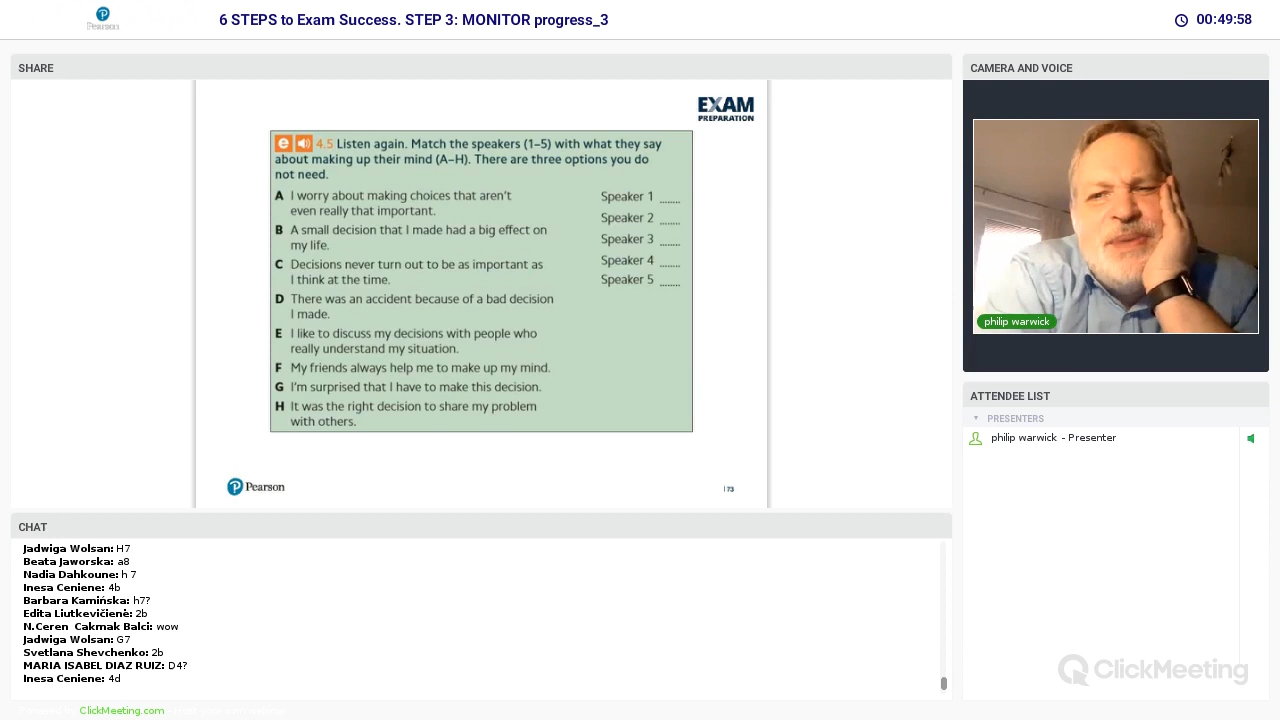 Pearson
6 STEPS to Exam Success. STEP 3: MONITOR progress_3
00:49:58
SHARE
EXAM
PREPARATION
e 4.5 Listen again. Match the speakers (1–5) with what they say
about making up their mind (A–H). There are three options you do
not need.
A I worry about making choices that aren't
even really that important.
B A small decision that I made had a big effect on
my life.
C Decisions never turn out to be as important as
I think at the time.
D There was an accident because of a bad decision
I made.
E I like to discuss my decisions with people who
really understand my situation.
F My friends always help me to make up my mind.
G I'm surprised that I have to make this decision.
H It was the right decision to share my problem
with others.
Speaker 1 ........
Speaker 2 ........
Speaker 3 ........
Speaker 4 ........
Speaker 5 ........
Pearson
| 73
CHAT
Jadwiga Wolsan: H7
Beata Jaworska: a8
Nadia Dahkoune: h 7
Inesa Ceniene: 4b
Barbara Kamińska: h7?
Edita Liutkevičienė: 2b
N.Ceren Cakmak Balci: wow
Jadwiga Wolsan: G7
Svetlana Shevchenko: 2b
MARIA ISABEL DIAZ RUIZ: D4?
Inesa Ceniene: 4d
CAMERA AND VOICE
philip warwick
ATTENDEE LIST
PRESENTERS
philip warwick - Presenter
ClickMeeting
ClickMeeting.com